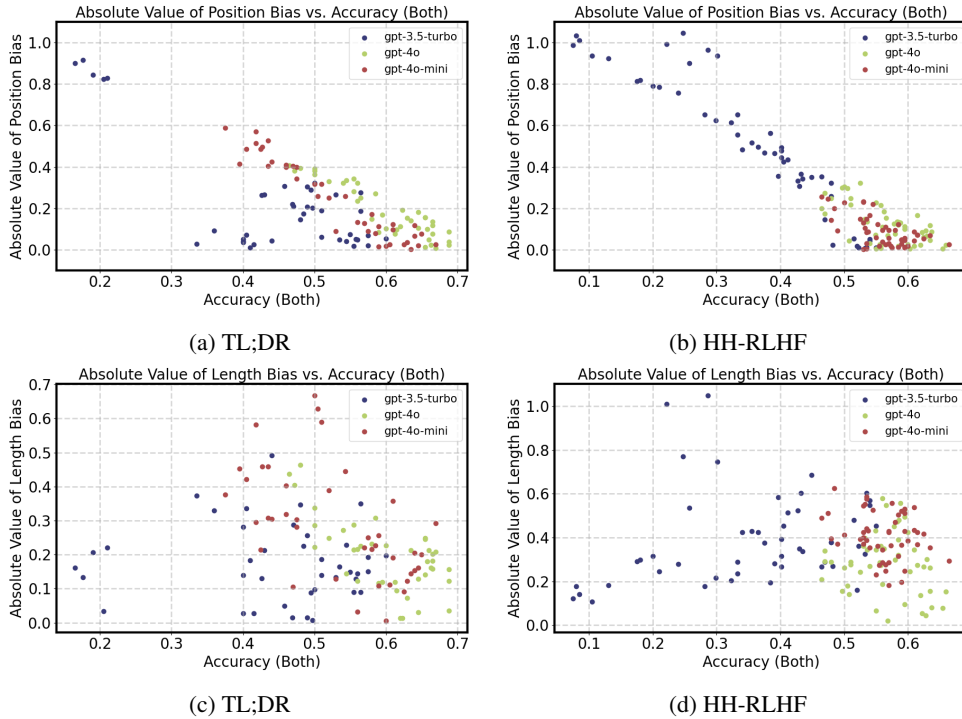 Absolute Value of Position Bias vs. Accuracy (Both)
Absolute Value of Position Bias
1.0
0.8
0.6
0.4
0.2
0.0
gpt-3.5-turbo
gpt-4o
gpt-4o-mini
0.2 0.3 0.4 0.5 0.6 0.7
Accuracy (Both)
(a) TL;DR
Absolute Value of Position Bias vs. Accuracy (Both)
Absolute Value of Position Bias
1.0
0.8
0.6
0.4
0.2
0.0
gpt-3.5-turbo
gpt-4o
gpt-4o-mini
0.1 0.2 0.3 0.4 0.5 0.6
Accuracy (Both)
(b) HH-RLHF
Absolute Value of Length Bias vs. Accuracy (Both)
Absolute Value of Length Bias
0.7
0.6
0.5
0.4
0.3
0.2
0.1
0.0
gpt-3.5-turbo
gpt-4o
gpt-4o-mini
0.2 0.3 0.4 0.5 0.6 0.7
Accuracy (Both)
(c) TL;DR
Absolute Value of Length Bias vs. Accuracy (Both)
Absolute Value of Length Bias
1.0
0.8
0.6
0.4
0.2
0.0
gpt-3.5-turbo
gpt-4o
gpt-4o-mini
0.1 0.2 0.3 0.4 0.5 0.6
Accuracy (Both)
(d) HH-RLHF